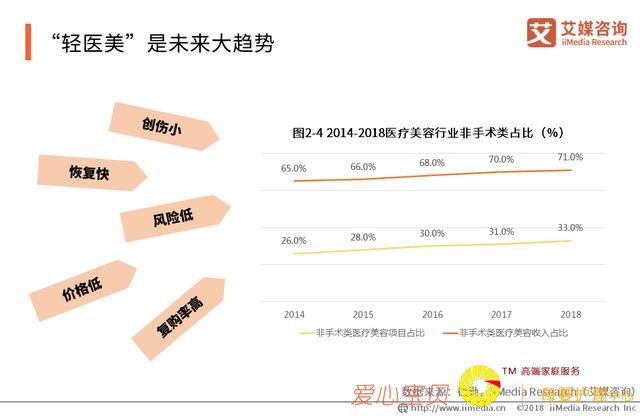 “轻医美”是未来大趋势
艾媒咨询
iiMedia Research
创伤小
恢复快
风险低
价格低
复购率高
图2-4 2014-2018医疗美容行业非手术类占比（%）
65.0% 66.0% 68.0% 70.0% 71.0%
26.0% 28.0% 30.0% 31.0% 33.0%
2014 2015 2016 2017 2018
非手术类医疗美容项目占比 非手术类医疗美容收入占比
TM 高端家庭服务
爱心宝贝
数据来源：德勤、iiMedia Research（艾媒咨询）
http://www.iimedia.cn ©2018 iiMedia Research Inc